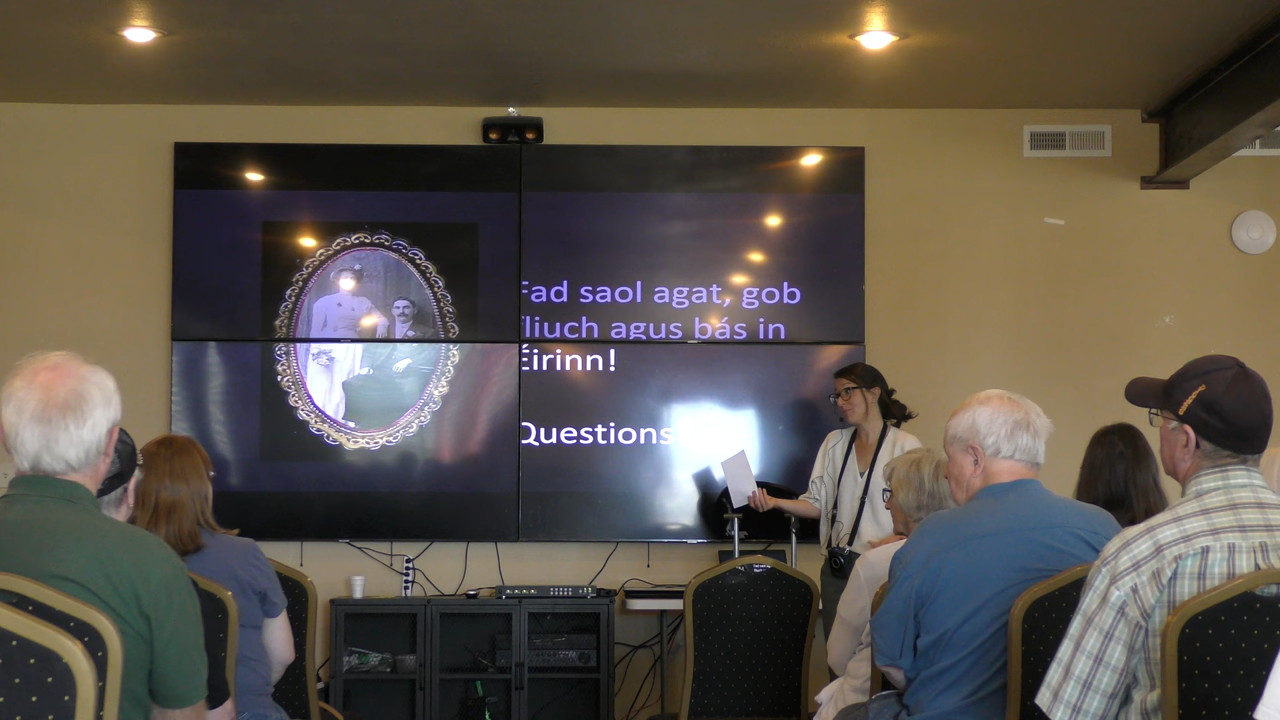 Fad saol agat, gob
fliuch agus bás in
Éirinn!
Questions